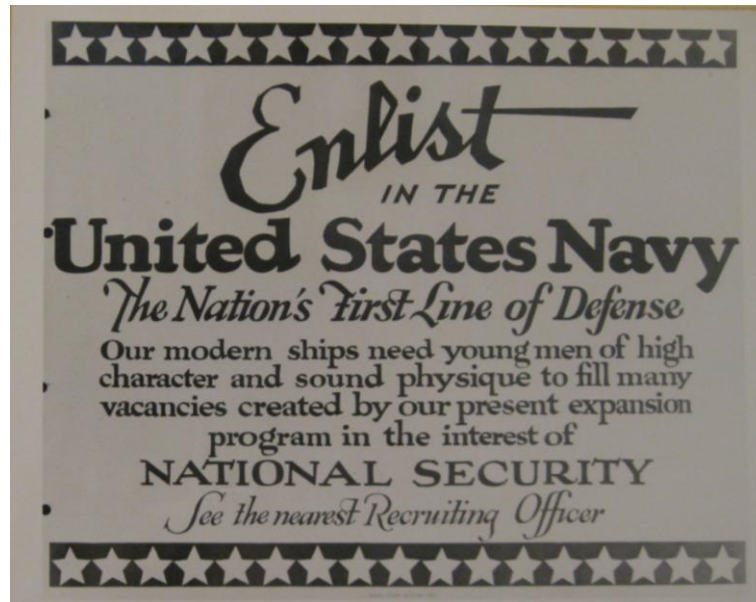 Enlist
IN THE
United States Navy
The Nation's First Line of Defense
Our modern ships need young men of high
character and sound physique to fill many
vacancies created by our present expansion
program in the interest of
NATIONAL SECURITY
See the nearest Recruiting Officer